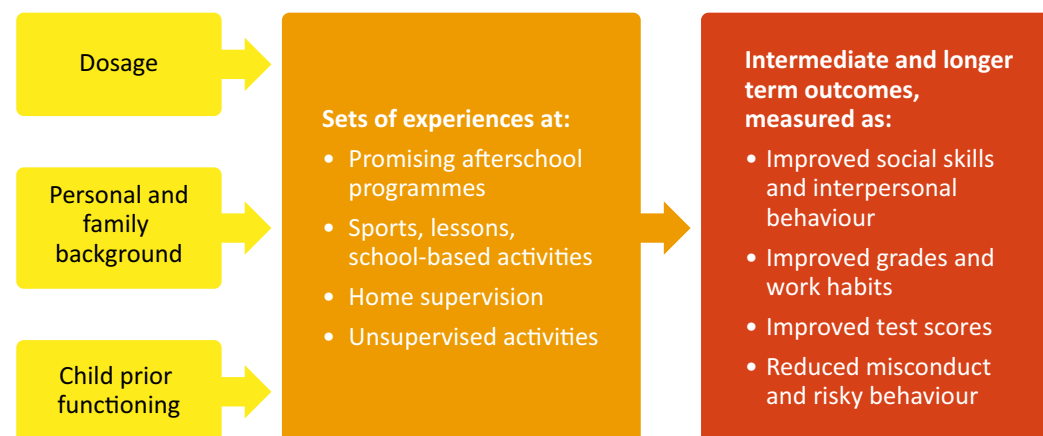 Dosage
Personal and
family
background
Child prior
functioning
Sets of experiences at:
• Promising afterschool
programmes
• Sports, lessons,
school-based activities
• Home supervision
• Unsupervised activities
Intermediate and longer
term outcomes,
measured as:
• Improved social skills
and interpersonal
behaviour
• Improved grades and
work habits
• Improved test scores
• Reduced misconduct
and risky behaviour